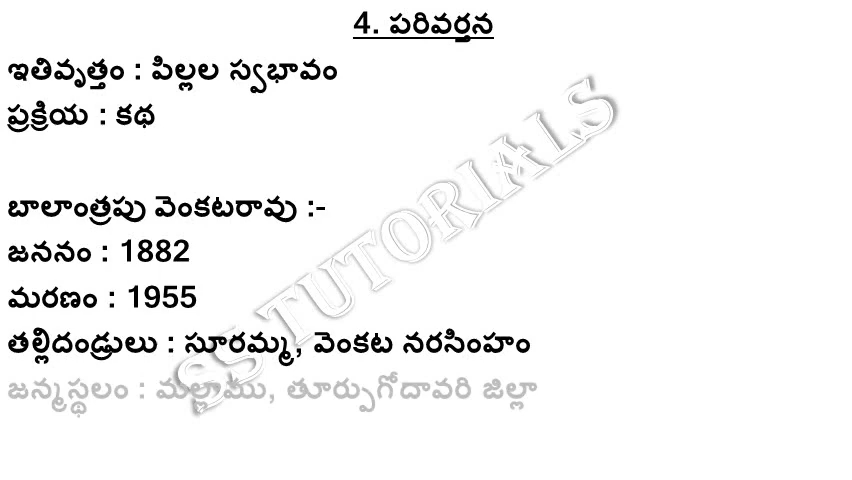 4. పరివర్తన
ఇతివృత్తం : పిల్లల స్వభావం
ప్రక్రియ : కథ
బాలాంత్రపు వెంకటరావు :-
జననం : 1882
మరణం : 1955
తల్లిదండ్రులు : సూరమ్మ, వెంకట నరసింహం
జన్మస్థలం : మల్లాము, తూర్పుగోదావరి జిల్లా
SS TUTORIALS